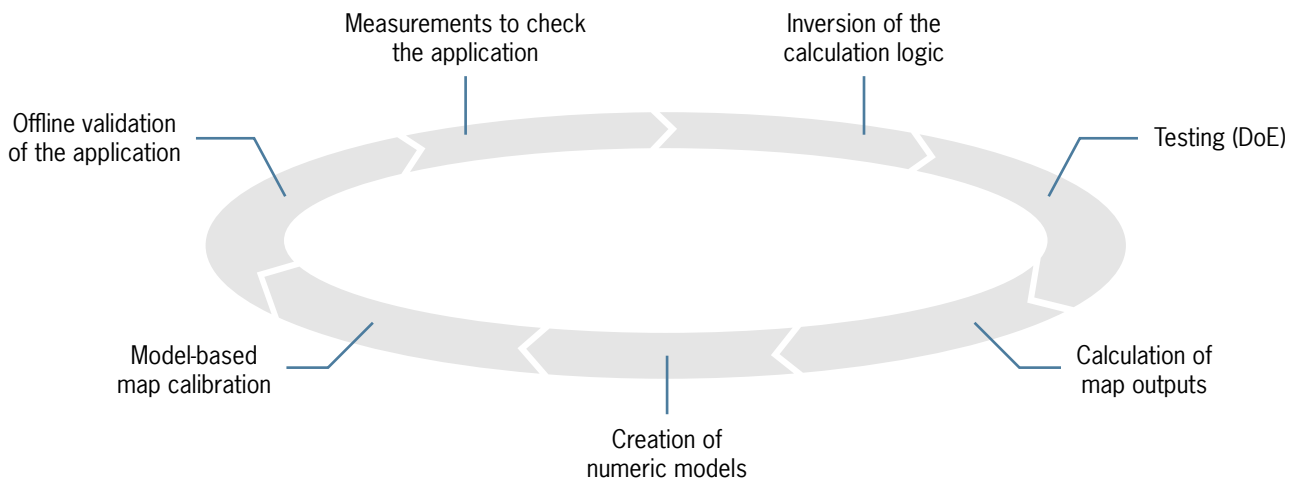 Measurements to check
the application
Inversion of the
calculation logic
Offline validation
of the application
Testing (DoE)
Model-based
map calibration
Calculation of
map outputs
Creation of
numeric models